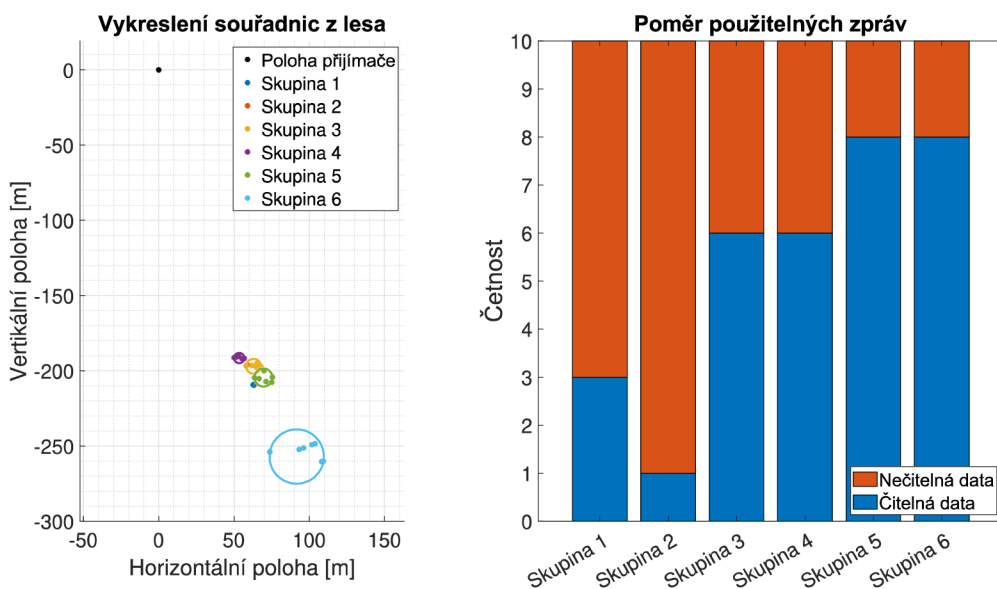 Vykreslení souřadnic z lesa
Poloha přijímače
Skupina 1
Skupina 2
Skupina 3
Skupina 4
Skupina 5
Skupina 6
0
-50
-100
-150
-200
-250
-300
Vertikální poloha [m]
-50 0 50 100 150
Horizontální poloha [m]
Poměr použitelných zpráv
10
9
8
7
6
5
4
3
2
1
0
Četnost
Nečitelná data
Čitelná data
Skupina 1
Skupina 2
Skupina 3
Skupina 4
Skupina 5
Skupina 6